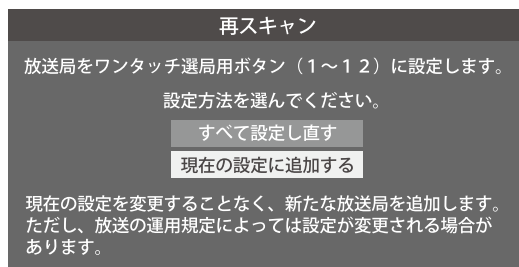 再スキャン
放送局をワンタッチ選局用ボタン（１～１２）に設定します。
設定方法を選んでください。
すべて設定し直す
現在の設定に追加する
現在の設定を変更することなく、新たな放送局を追加します。
ただし、放送の運用規定によっては設定が変更される場合が
あります。